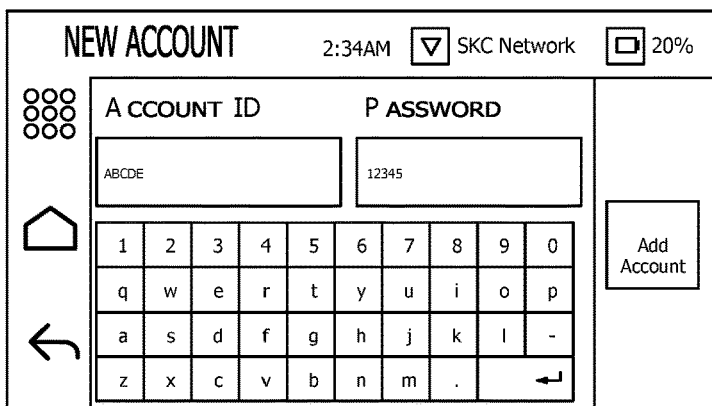 NEW ACCOUNT 2:34AM SKC Network 20%
ACCOUNT ID PASSWORD
ABCDE 12345
1 2 3 4 5 6 7 8 9 0
q w e r t y u i o p
a s d f g h j k l -
z x c v b n m .
Add
Account